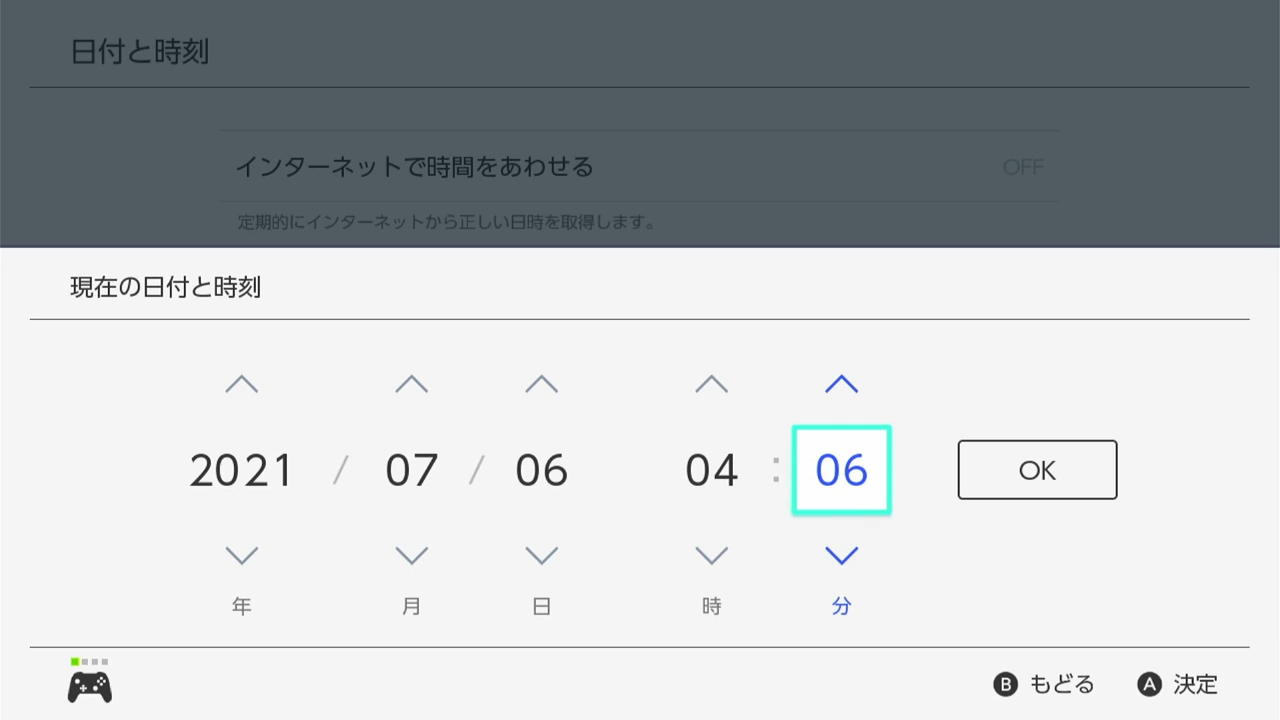 日付と時刻
インターネットで時間をあわせる OFF
定期的にインターネットから正しい日時を取得します。
現在の日付と時刻
2021 / 07 / 06 04 : 06 OK
年 月 日 時 分
B もどる A 決定